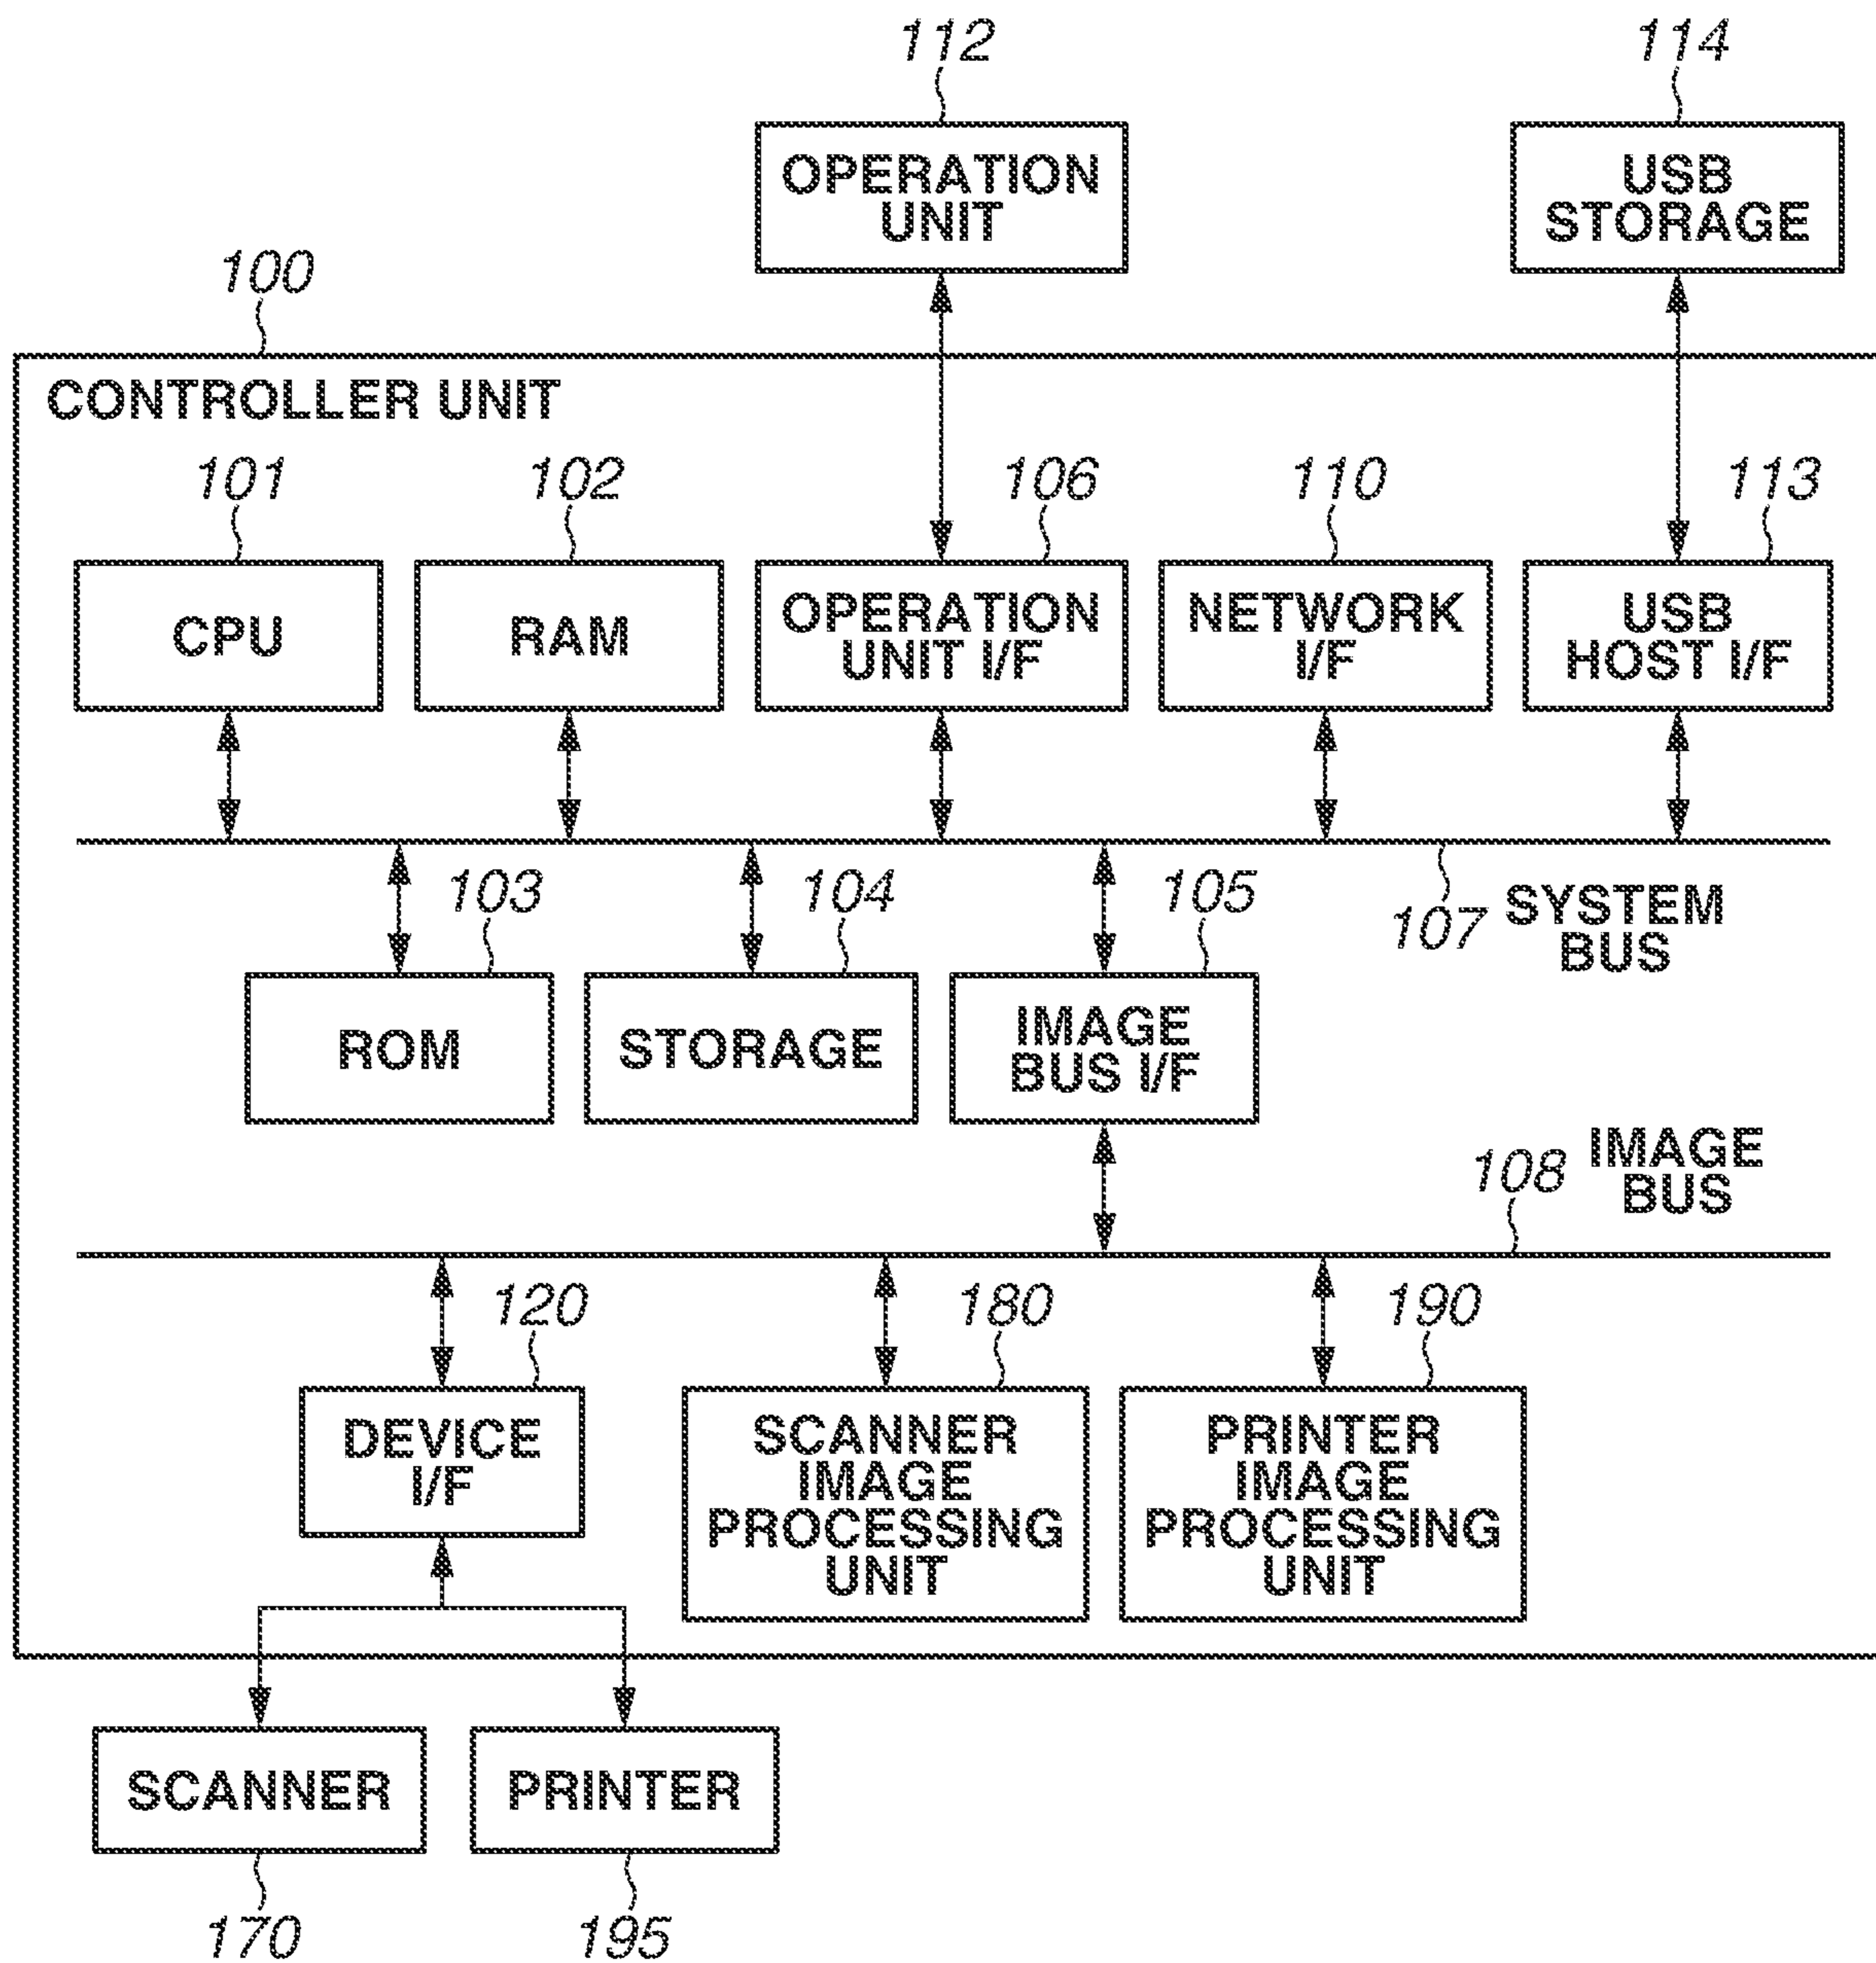 112
114
OPERATION
UNIT
USB
STORAGE
100
CONTROLLER UNIT
101
102
106
110
113
CPU
RAM
OPERATION
UNIT I/F
NETWORK
I/F
USB
HOST I/F
103
104
105
107
SYSTEM
BUS
ROM
STORAGE
IMAGE
BUS I/F
108
IMAGE
BUS
120
180
190
DEVICE
I/F
SCANNER
IMAGE
PROCESSING
UNIT
PRINTER
IMAGE
PROCESSING
UNIT
SCANNER
PRINTER
170
195